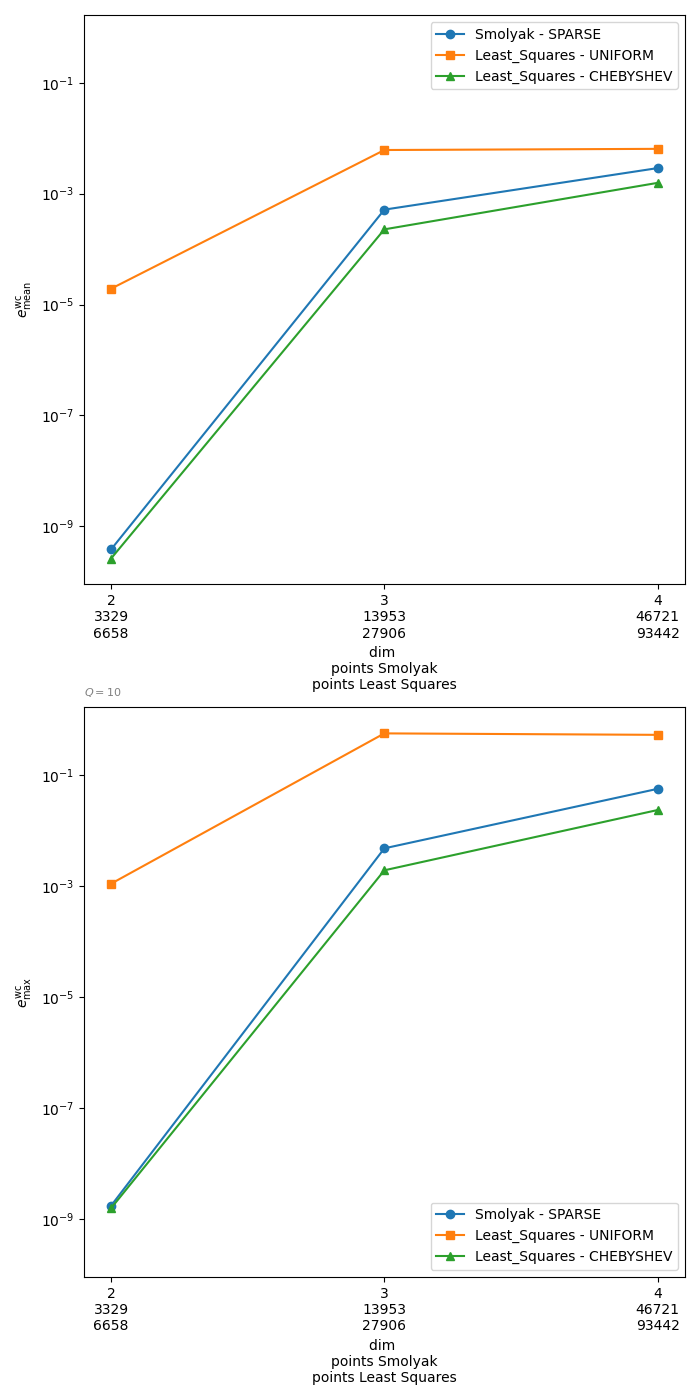 Smolyak - SPARSE
Least_Squares - UNIFORM
Least_Squares - CHEBYSHEV
10⁻¹
10⁻³
10⁻⁵
10⁻⁷
10⁻⁹
e^wc_mean
2 3 4
3329 13953 46721
6658 27906 93442
dim
points Smolyak
points Least Squares
Q = 10
10⁻¹
10⁻³
10⁻⁵
10⁻⁷
10⁻⁹
e^wc_max
Smolyak - SPARSE
Least_Squares - UNIFORM
Least_Squares - CHEBYSHEV
2 3 4
3329 13953 46721
6658 27906 93442
dim
points Smolyak
points Least Squares